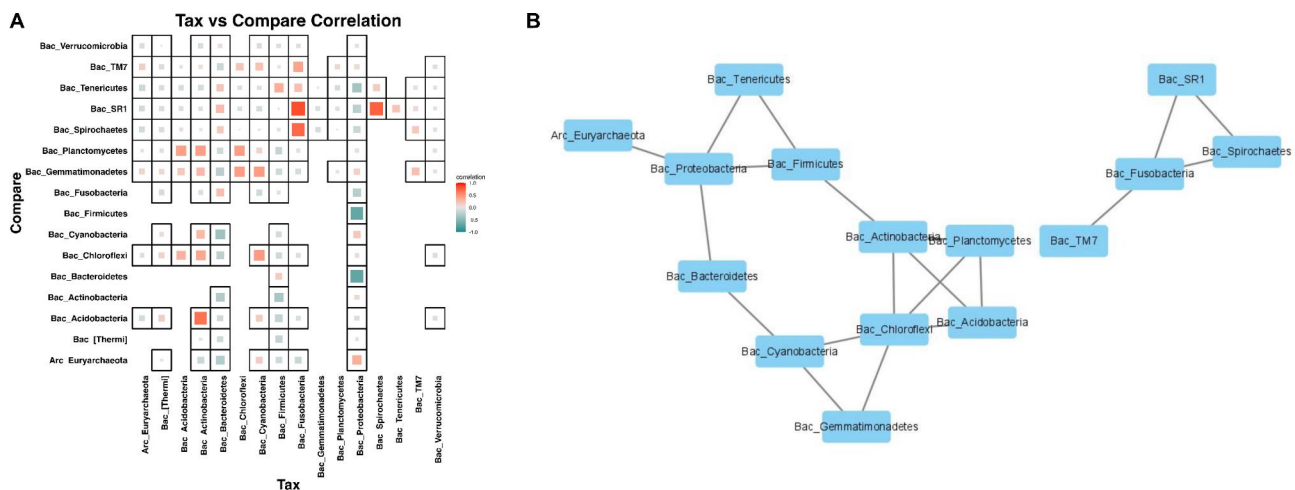 A
Tax vs Compare Correlation
Compare
Bac_Verrucomicrobia
Bac_TM7
Bac_Tenericutes
Bac_SR1
Bac_Spirochaetes
Bac_Planctomycetes
Bac_Gemmatimonadetes
Bac_Fusobacteria
Bac_Firmicutes
Bac_Cyanobacteria
Bac_Chloroflexi
Bac_Bacteroidetes
Bac_Actinobacteria
Bac_Acidobacteria
Bac_[Thermi]
Arc_Euryarchaeota
Arc_Euryarchaeota
Bac_[Thermi]
Bac_Acidobacteria
Bac_Actinobacteria
Bac_Bacteroidetes
Bac_Chloroflexi
Bac_Cyanobacteria
Bac_Firmicutes
Bac_Fusobacteria
Bac_Gemmatimonadetes
Bac_Planctomycetes
Bac_Proteobacteria
Bac_Spirochaetes
Bac_Tenericutes
Bac_TM7
Bac_Verrucomicrobia
Tax
correlation
1.0
0.5
0.0
-0.5
-1.0
B
Bac_Tenericutes
Bac_SR1
Arc_Euryarchaeota
Bac_Spirochaetes
Bac_Proteobacteria
Bac_Firmicutes
Bac_Fusobacteria
Bac_Actinobacteria
Bac_Planctomycetes
Bac_TM7
Bac_Bacteroidetes
Bac_Chloroflexi
Bac_Acidobacteria
Bac_Cyanobacteria
Bac_Gemmatimonadetes